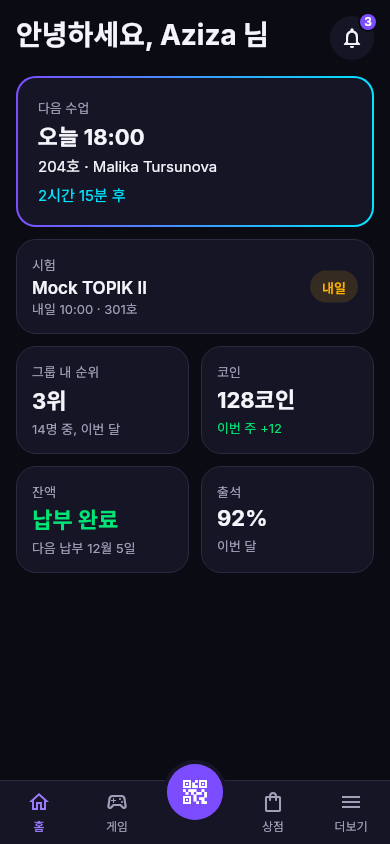 안녕하세요, Aziza 님
3
다음 수업
오늘 18:00
204호 · Malika Tursunova
2시간 15분 후
시험
Mock TOPIK II
내일 10:00 · 301호
내일
그룹 내 순위
3위
14명 중, 이번 달
코인
128코인
이번 주 +12
잔액
납부 완료
다음 납부 12월 5일
출석
92%
이번 달
홈
게임
상점
더보기